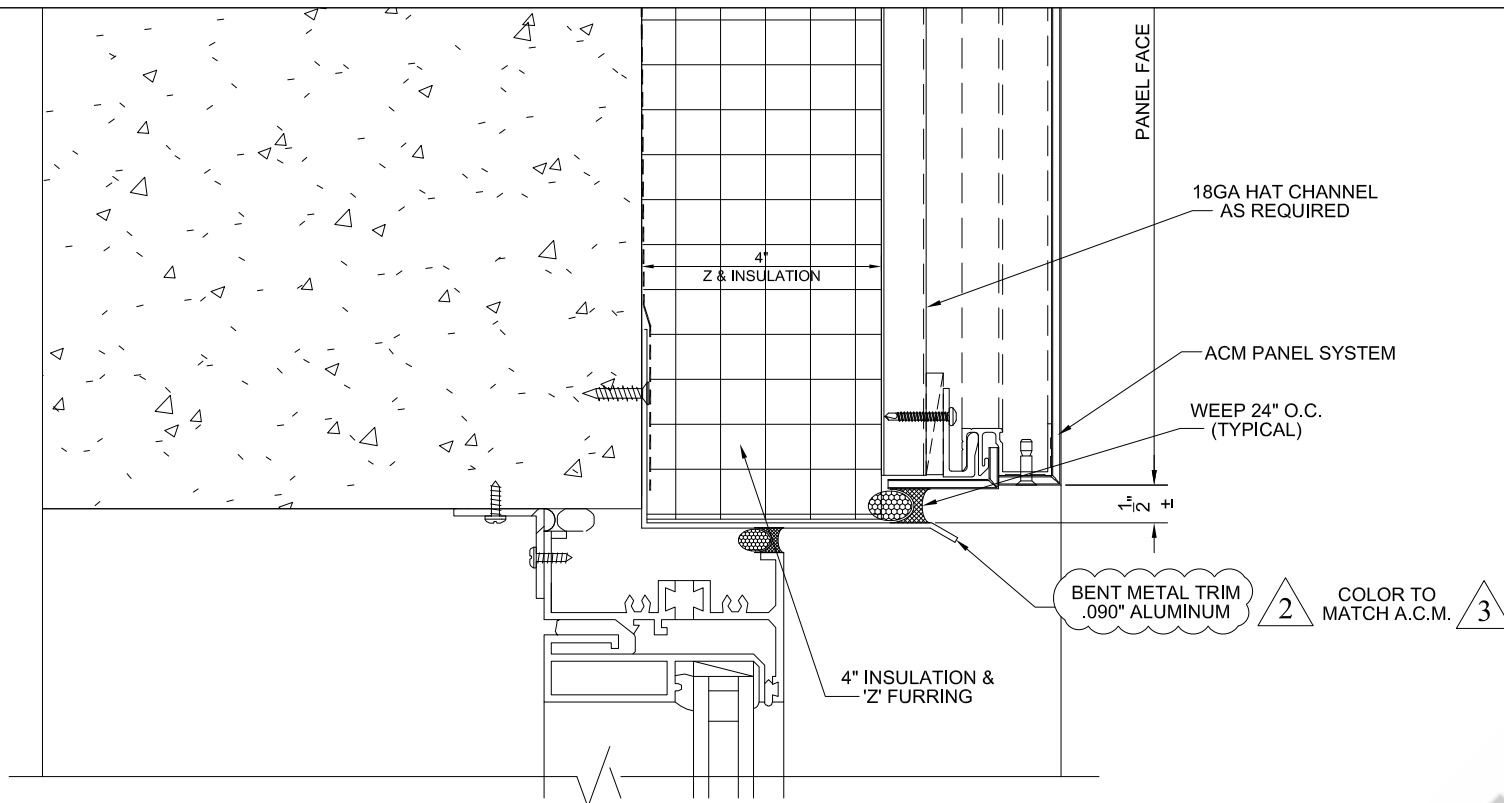 PANEL FACE
18GA HAT CHANNEL
AS REQUIRED
4"
Z & INSULATION
ACM PANEL SYSTEM
WEEP 24" O.C.
(TYPICAL)
1/2" ±
BENT METAL TRIM
.090" ALUMINUM
2
COLOR TO
MATCH A.C.M.
3
4" INSULATION &
'Z' FURRING